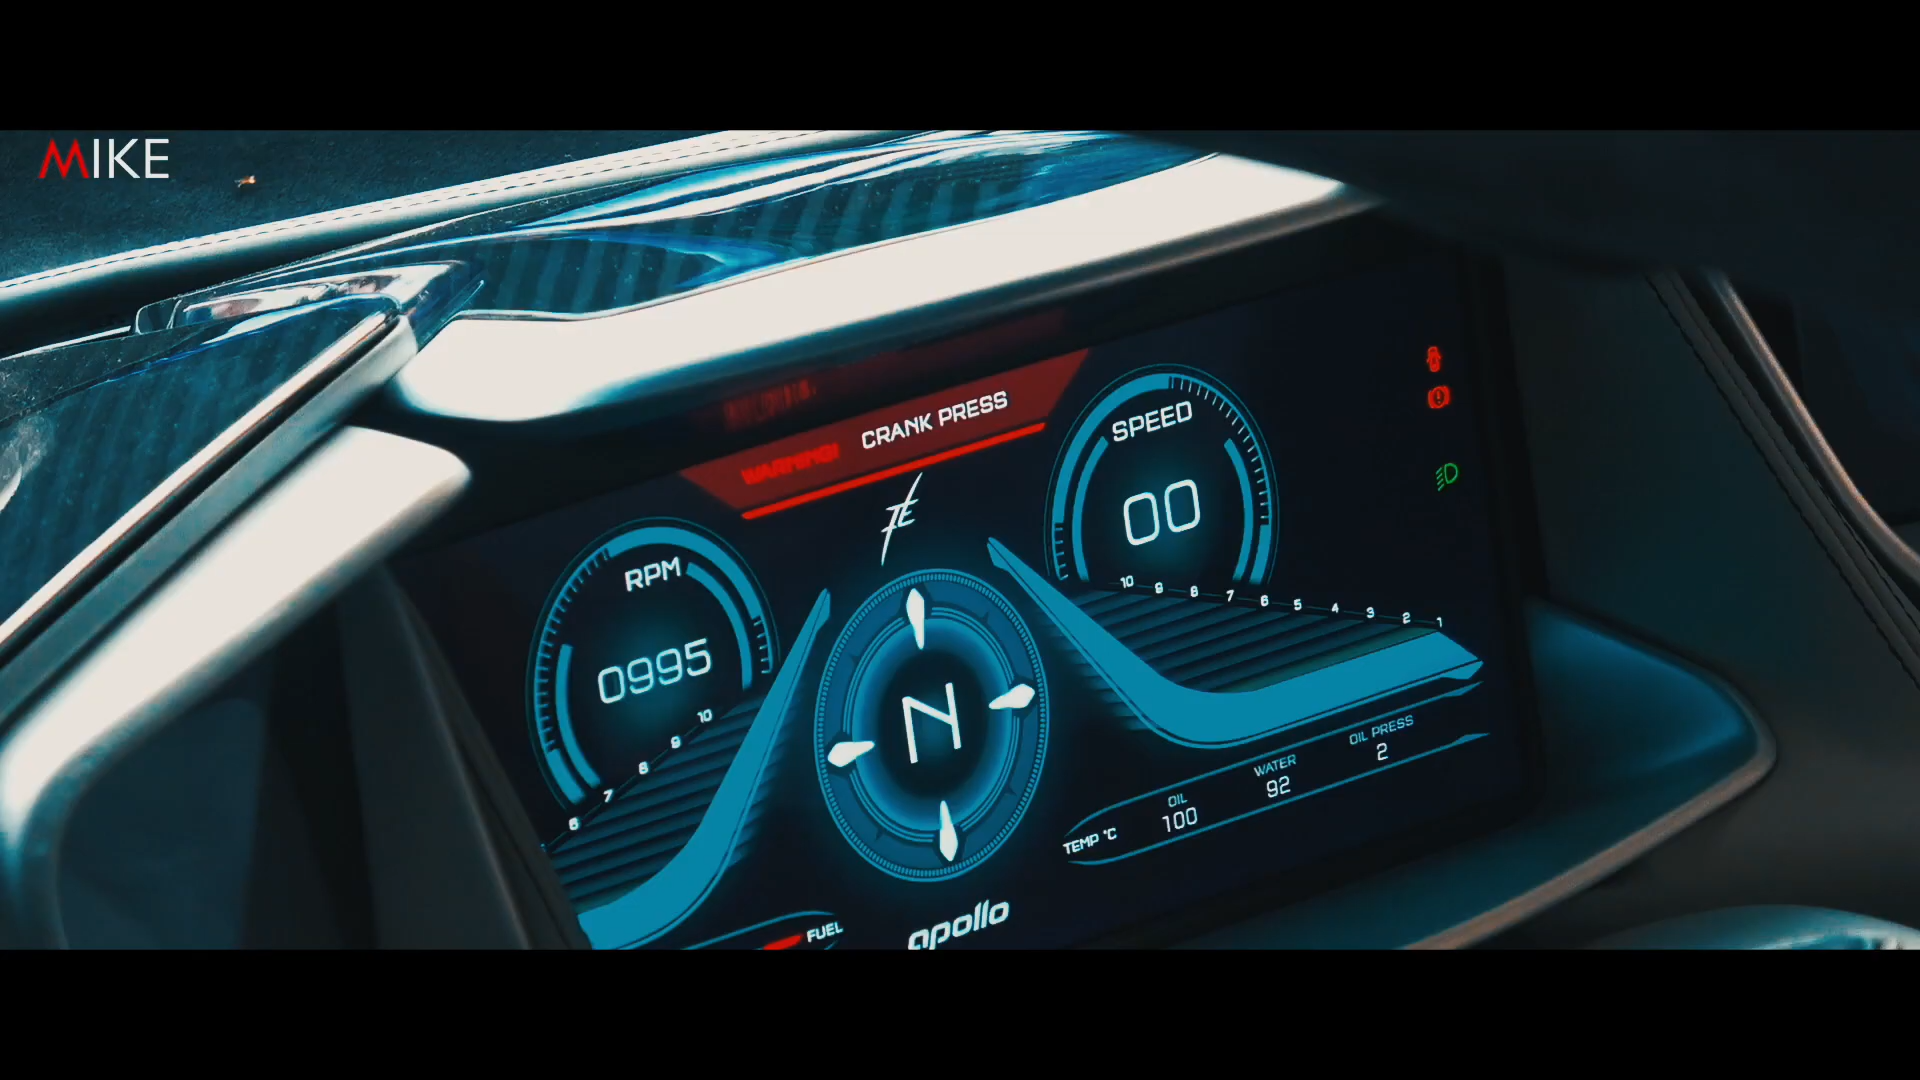 MIKE
WARNING! CRANK PRESS
SPEED
00
10 9 8 7 6 5 4 3 2 1
IE
RPM
0995
10
9
8
7
6
N
OIL PRESS
2
WATER
92
OIL
100
TEMP °C
FUEL
apollo